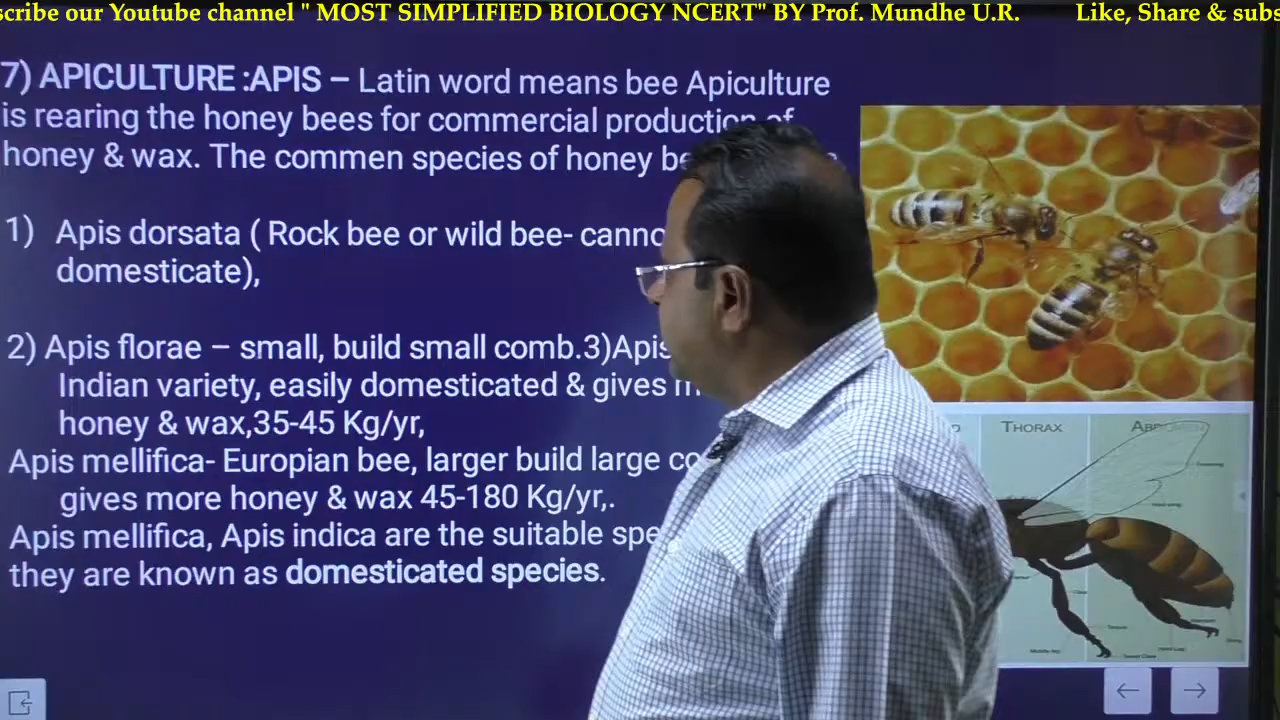 scribe our Youtube channel " MOST SIMPLIFIED BIOLOGY NCERT" BY Prof. Mundhe U.R. Like, Share & subs
7) APICULTURE :APIS – Latin word means bee Apiculture
is rearing the honey bees for commercial production of
honey & wax. The commen species of honey be
1) Apis dorsata ( Rock bee or wild bee- canno
domesticate),
2) Apis florae – small, build small comb.3)Apis
Indian variety, easily domesticated & gives
honey & wax,35-45 Kg/yr,
Apis mellifica- Europian bee, larger build large co
gives more honey & wax 45-180 Kg/yr,.
Apis mellifica, Apis indica are the suitable spe
they are known as domesticated species.
THORAX
ABDOMEN